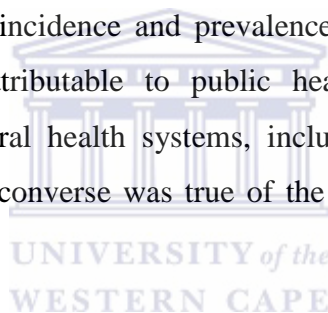 incidence and prevalence
tributable to public hea
ral health systems, inclu
converse was true of the
UNIVERSITY of the
WESTERN CAPE